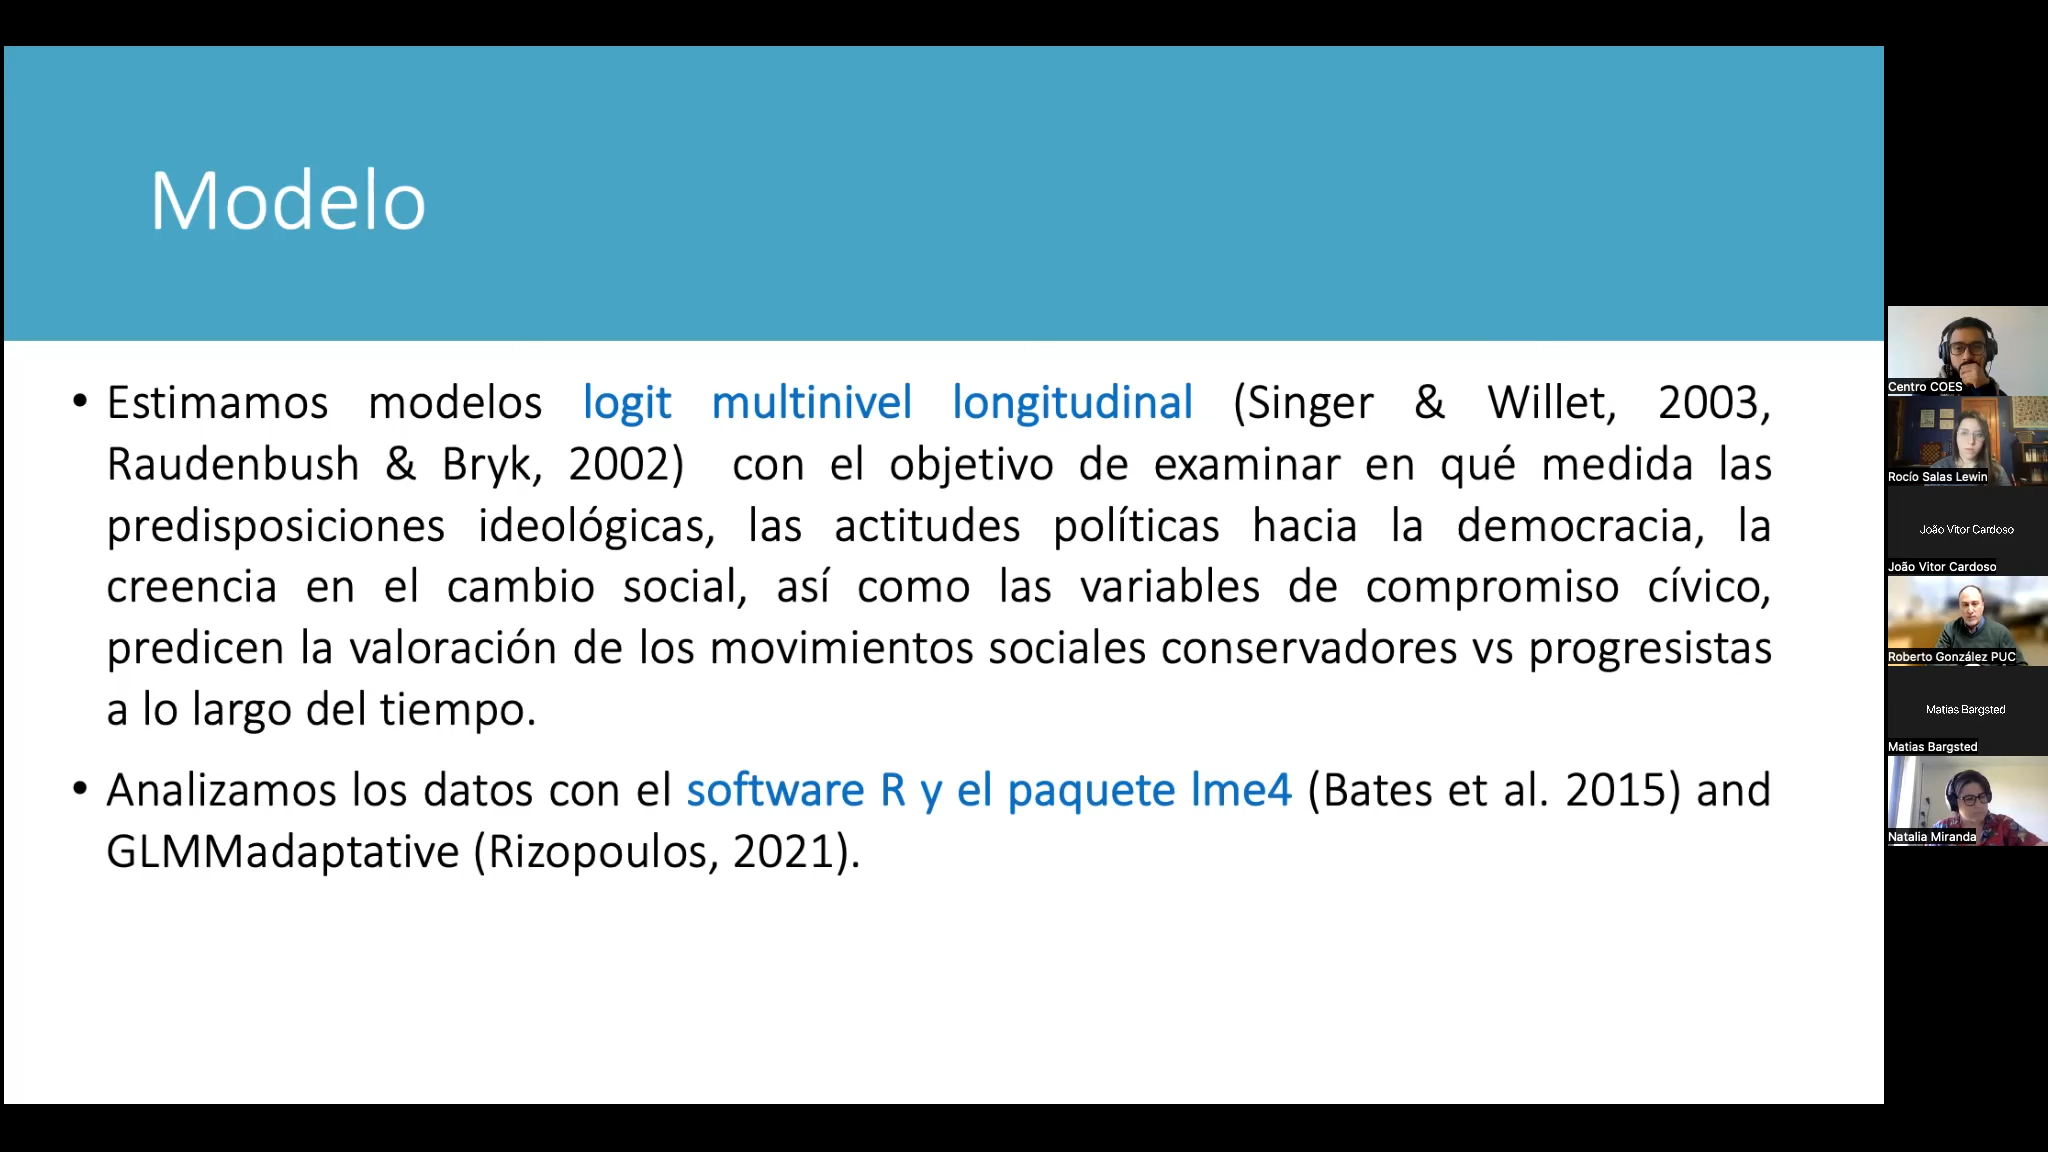 Modelo
• Estimamos modelos logit multinivel longitudinal (Singer & Willet, 2003,
Raudenbush & Bryk, 2002) con el objetivo de examinar en qué medida las
predisposiciones ideológicas, las actitudes políticas hacia la democracia, la
creencia en el cambio social, así como las variables de compromiso cívico,
predicen la valoración de los movimientos sociales conservadores vs progresistas
a lo largo del tiempo.
• Analizamos los datos con el software R y el paquete lme4 (Bates et al. 2015) and
GLMMadaptative (Rizopoulos, 2021).
Centro COES
Rocío Salas Lewin
João Vitor Cardoso
João Vitor Cardoso
Roberto González PUC
Matias Bargsted
Matias Bargsted
Natalia Miranda